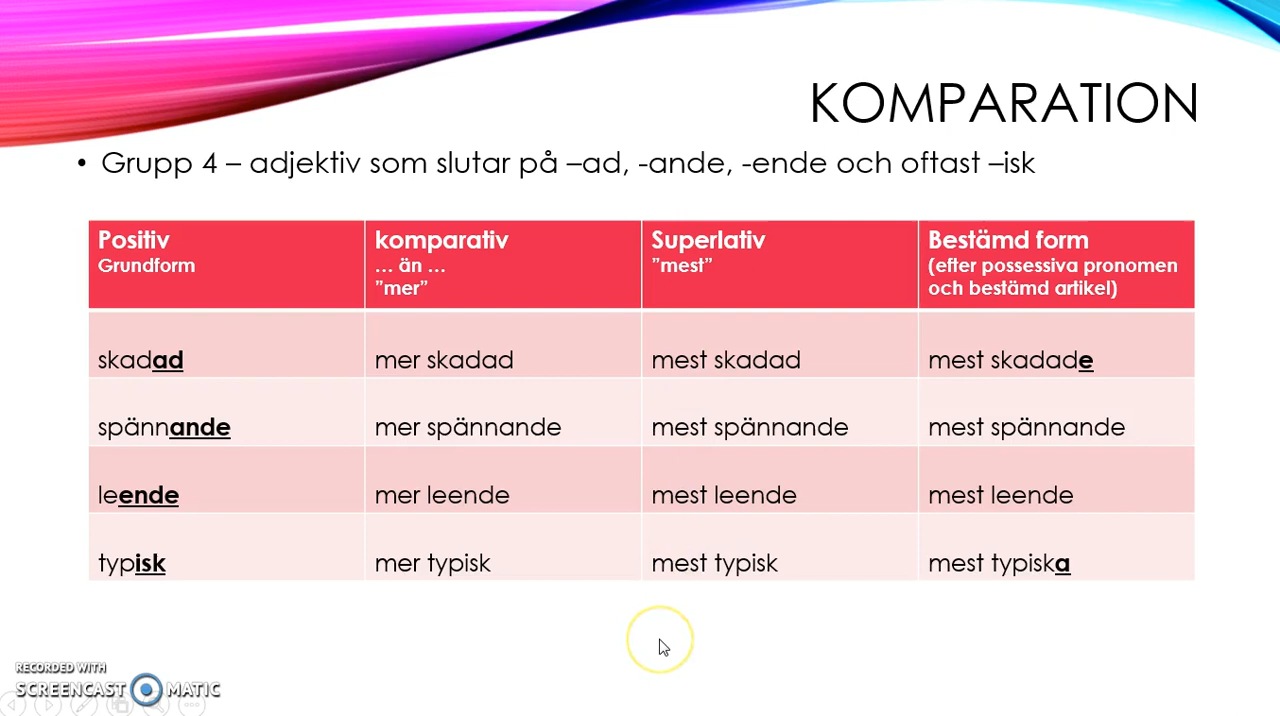 KOMPARATION
• Grupp 4 – adjektiv som slutar på –ad, -ande, -ende och oftast –isk
Positiv komparativ Superlativ Bestämd form
Grundform … än … ”mest” (efter possessiva pronomen
”mer” och bestämd artikel)
skadad mer skadad mest skadad mest skadade
spännande mer spännande mest spännande mest spännande
leende mer leende mest leende mest leende
typisk mer typisk mest typisk mest typiska
RECORDED WITH
SCREENCAST MATIC